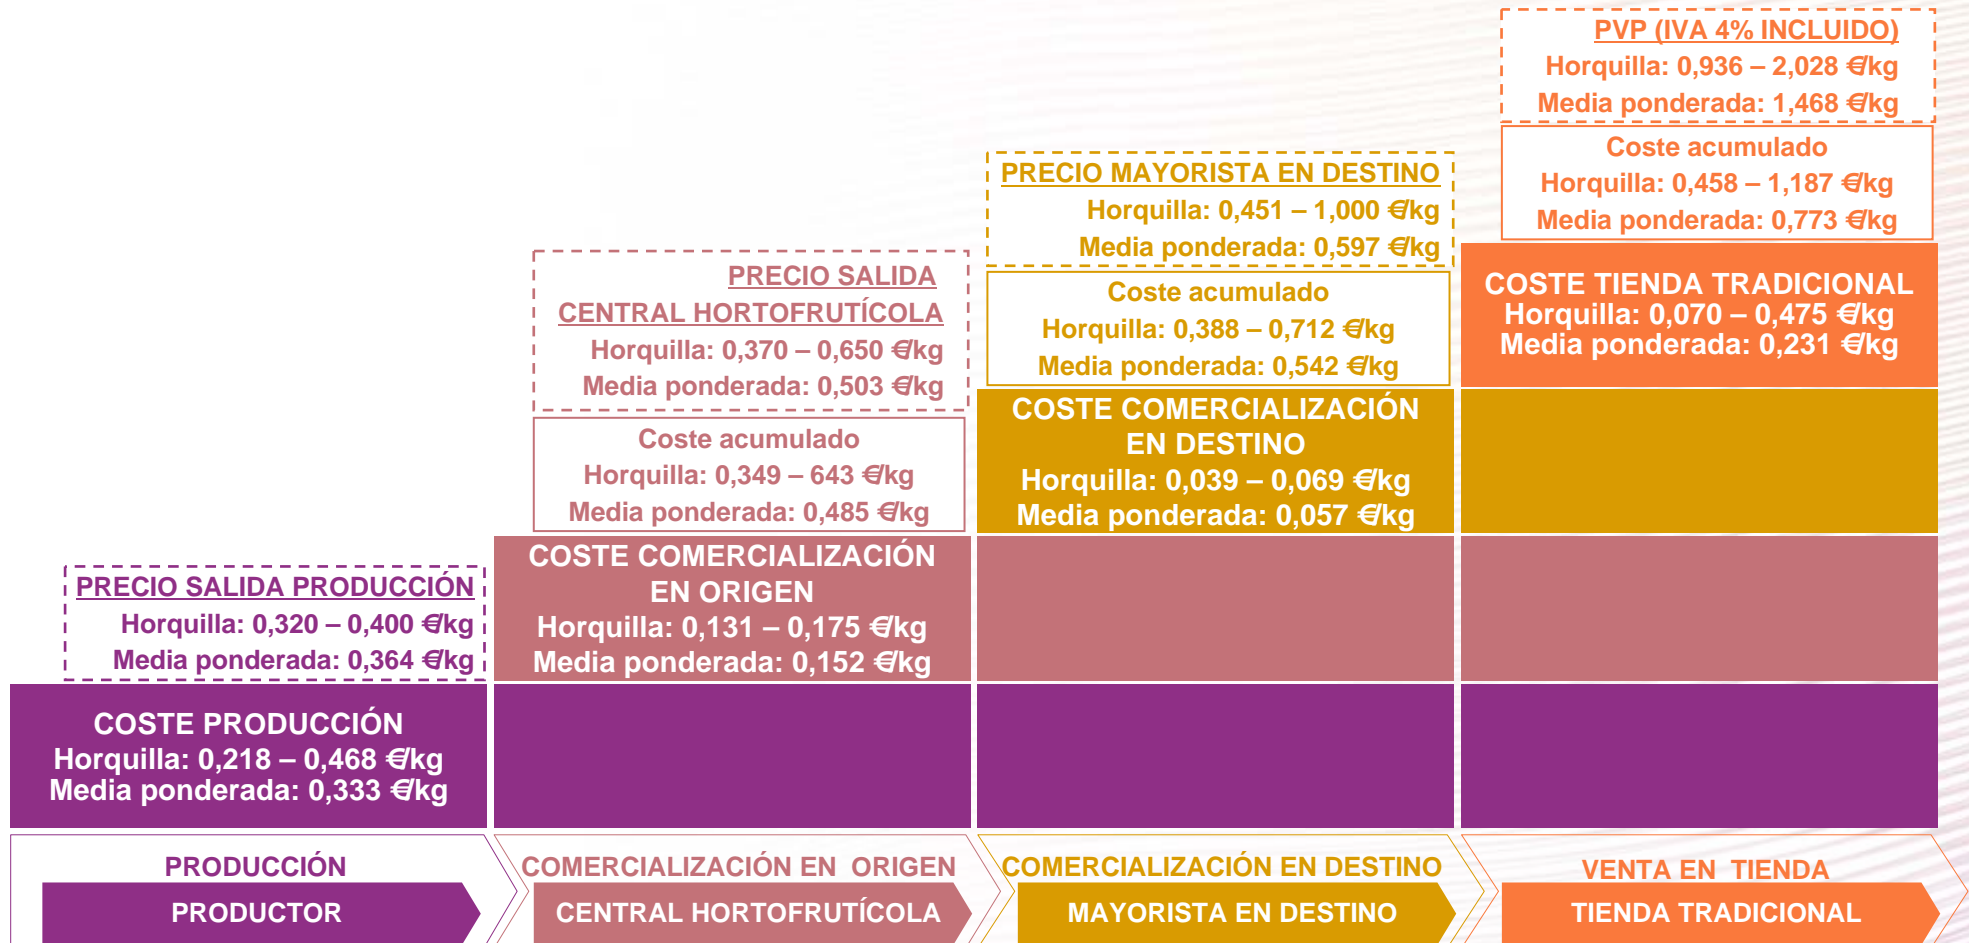 PVP (IVA 4% INCLUIDO)
Horquilla: 0,936 – 2,028 €/kg
Media ponderada: 1,468 €/kg
Coste acumulado
Horquilla: 0,458 – 1,187 €/kg
Media ponderada: 0,773 €/kg
COSTE TIENDA TRADICIONAL
Horquilla: 0,070 – 0,475 €/kg
Media ponderada: 0,231 €/kg
PRECIO MAYORISTA EN DESTINO
Horquilla: 0,451 – 1,000 €/kg
Media ponderada: 0,597 €/kg
Coste acumulado
Horquilla: 0,388 – 0,712 €/kg
Media ponderada: 0,542 €/kg
COSTE COMERCIALIZACIÓN
EN DESTINO
Horquilla: 0,039 – 0,069 €/kg
Media ponderada: 0,057 €/kg
PRECIO SALIDA
CENTRAL HORTOFRUTÍCOLA
Horquilla: 0,370 – 0,650 €/kg
Media ponderada: 0,503 €/kg
Coste acumulado
Horquilla: 0,349 – 643 €/kg
Media ponderada: 0,485 €/kg
COSTE COMERCIALIZACIÓN
EN ORIGEN
Horquilla: 0,131 – 0,175 €/kg
Media ponderada: 0,152 €/kg
PRECIO SALIDA PRODUCCIÓN
Horquilla: 0,320 – 0,400 €/kg
Media ponderada: 0,364 €/kg
COSTE PRODUCCIÓN
Horquilla: 0,218 – 0,468 €/kg
Media ponderada: 0,333 €/kg
PRODUCCIÓN
PRODUCTOR
COMERCIALIZACIÓN EN ORIGEN
CENTRAL HORTOFRUTÍCOLA
COMERCIALIZACIÓN EN DESTINO
MAYORISTA EN DESTINO
VENTA EN TIENDA
TIENDA TRADICIONAL